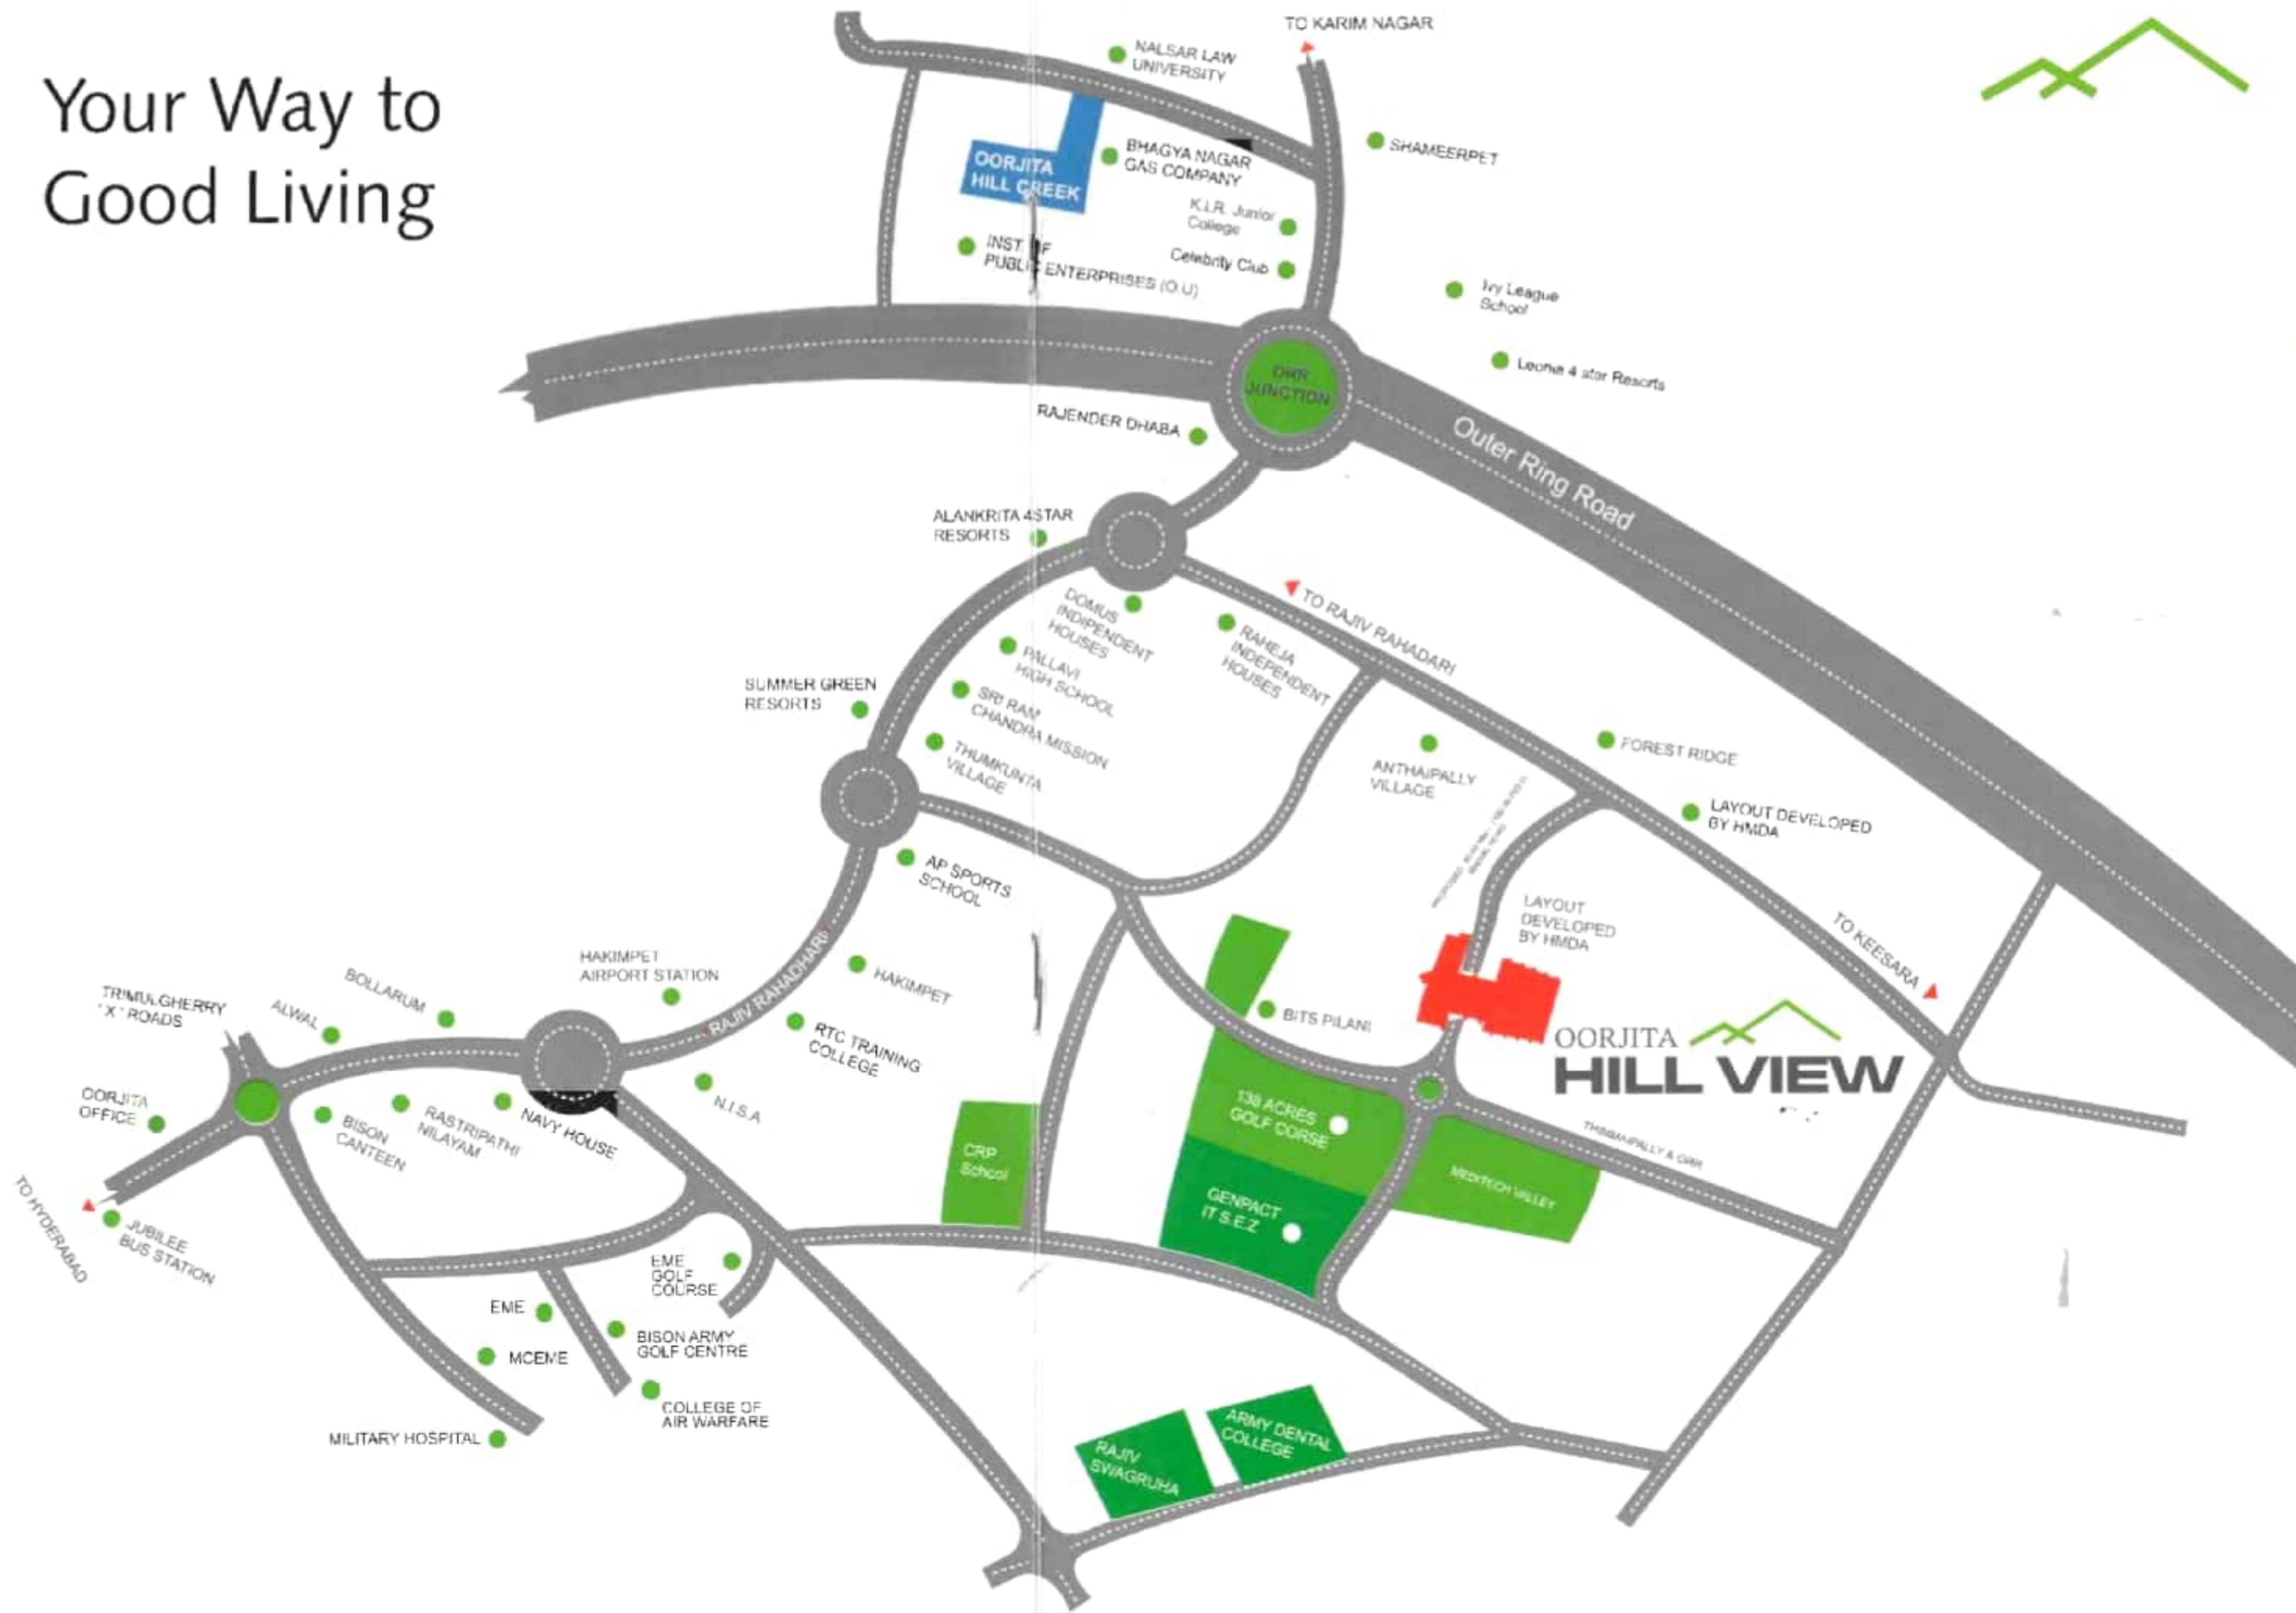 Your Way to
Good Living
TO KARIM NAGAR
NALSAR LAW
UNIVERSITY
SHAMEERPET
BHAGYA NAGAR
GAS COMPANY
OORJITA
HILL CREEK
K.L.R. Junior
College
Celebrity Club
INST. OF
PUBLIC ENTERPRISES (O.U)
Ivy League
School
Leonia 4 star Resorts
ORR
JUNCTION
RAJENDER DHABA
Outer Ring Road
ALANKRITA 4STAR
RESORTS
TO RAJIV RAHADARI
DOMUS
INDIPENDENT
HOUSES
RAHEJA
INDEPENDENT
HOUSES
PALLAVI
HIGH SCHOOL
SUMMER GREEN
RESORTS
SRI RAM
CHANDRA MISSION
THUMKUNTA
VILLAGE
FOREST RIDGE
ANTHAIPALLY
VILLAGE
LAYOUT DEVELOPED
BY HMDA
AP SPORTS
SCHOOL
LAYOUT
DEVELOPED
BY HMDA
TO KEESARA
HAKIMPET
AIRPORT STATION
RAJIV RAHADHARI
HAKIMPET
BOLLARUM
TRIMULGHERRY
'X' ROADS
ALWAL
RTC TRAINING
COLLEGE
BITS PILANI
OORJITA
HILL VIEW
N.I.S.A
OORJITA
OFFICE
BISON
CANTEEN
RASTRIPATHI
NILAYAM
NAVY HOUSE
138 ACRES
GOLF CORSE
CRP
School
MEDITECH VALLEY
GENPACT
IT S.E.Z
TO HYDERABAD
JUBILEE
BUS STATION
EME
GOLF
COURSE
EME
BISON ARMY
GOLF CENTRE
MCEME
COLLEGE OF
AIR WARFARE
MILITARY HOSPITAL
ARMY DENTAL
COLLEGE
RAJIV
SWAGRUHA